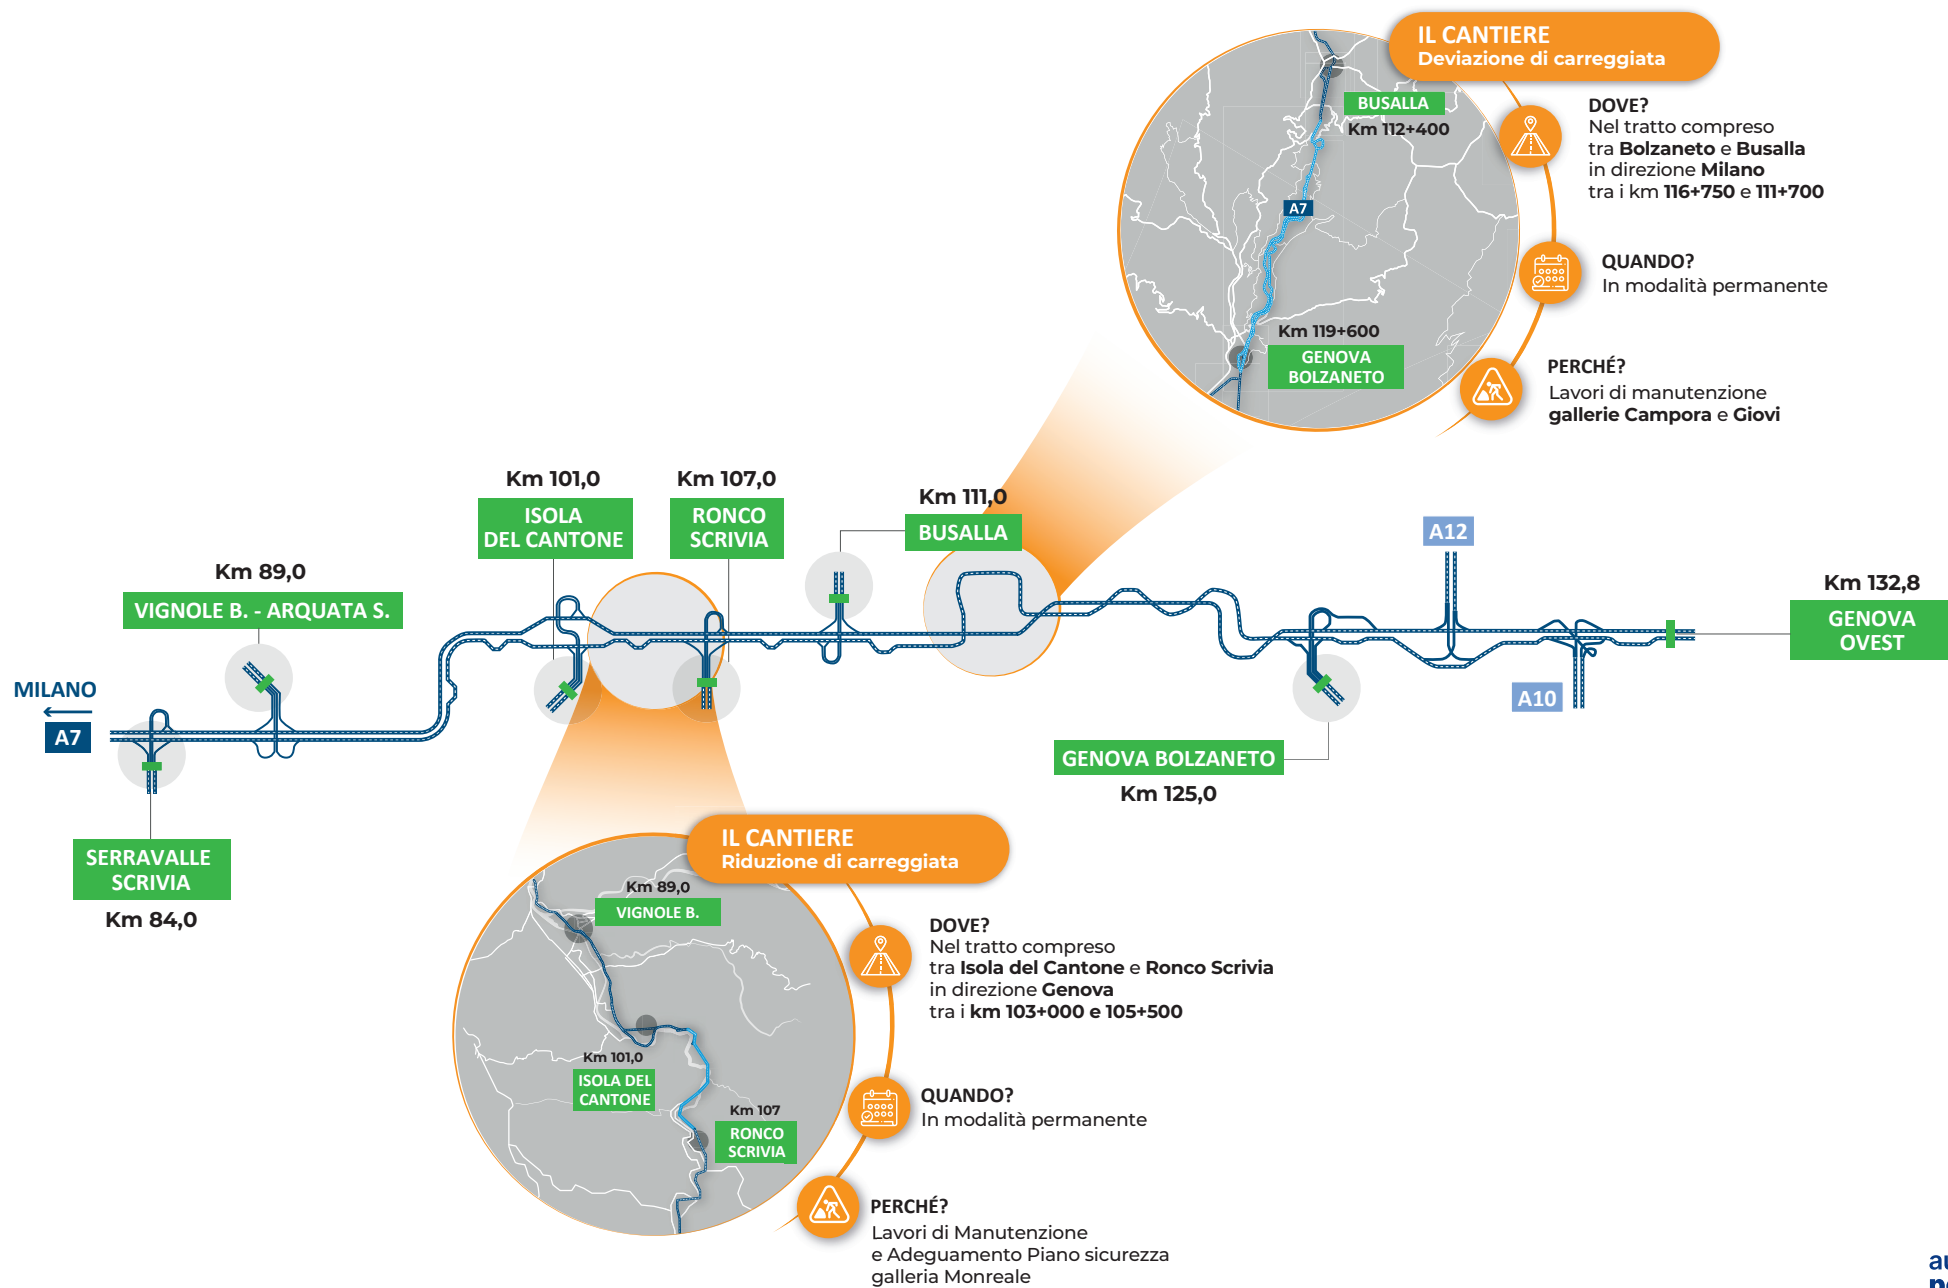 IL CANTIERE
Deviazione di carreggiata
DOVE?
Nel tratto compreso
tra Bolzaneto e Busalla
in direzione Milano
tra i km 116+750 e 111+700
QUANDO?
In modalità permanente
PERCHÉ?
Lavori di manutenzione
gallerie Campora e Giovi
BUSALLA
Km 112+400
A7
Km 119+600
GENOVA
BOLZANETO
MILANO
A7
SERRAVALLE
SCRIVIA
Km 84,0
Km 89,0
VIGNOLE B. - ARQUATA S.
Km 101,0
ISOLA
DEL CANTONE
Km 107,0
RONCO
SCRIVIA
Km 111,0
BUSALLA
GENOVA BOLZANETO
Km 125,0
A12
A10
Km 132,8
GENOVA
OVEST
IL CANTIERE
Riduzione di carreggiata
Km 89,0
VIGNOLE B.
Km 101,0
ISOLA DEL
CANTONE
Km 107
RONCO
SCRIVIA
DOVE?
Nel tratto compreso
tra Isola del Cantone e Ronco Scrivia
in direzione Genova
tra i km 103+000 e 105+500
QUANDO?
In modalità permanente
PERCHÉ?
Lavori di Manutenzione
e Adeguamento Piano sicurezza
galleria Monreale